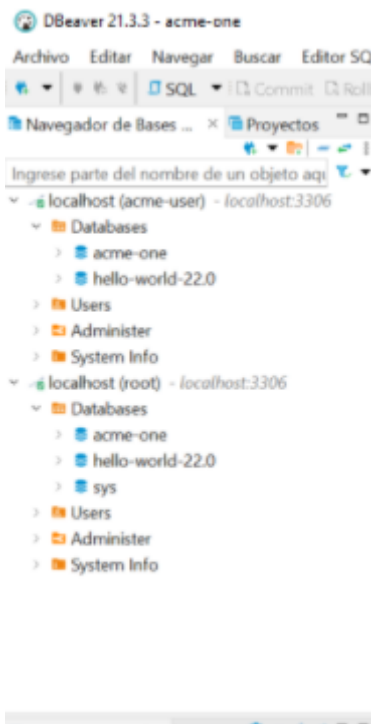 DBeaver 21.3.3 - acme-one
Archivo Editar Navegar Buscar Editor SQ
SQL Commit Roll
Navegador de Bases ... Proyectos
Ingrese parte del nombre de un objeto aqu
localhost (acme-user) - localhost:3306
Databases
acme-one
hello-world-22.0
Users
Administer
System Info
localhost (root) - localhost:3306
Databases
acme-one
hello-world-22.0
sys
Users
Administer
System Info